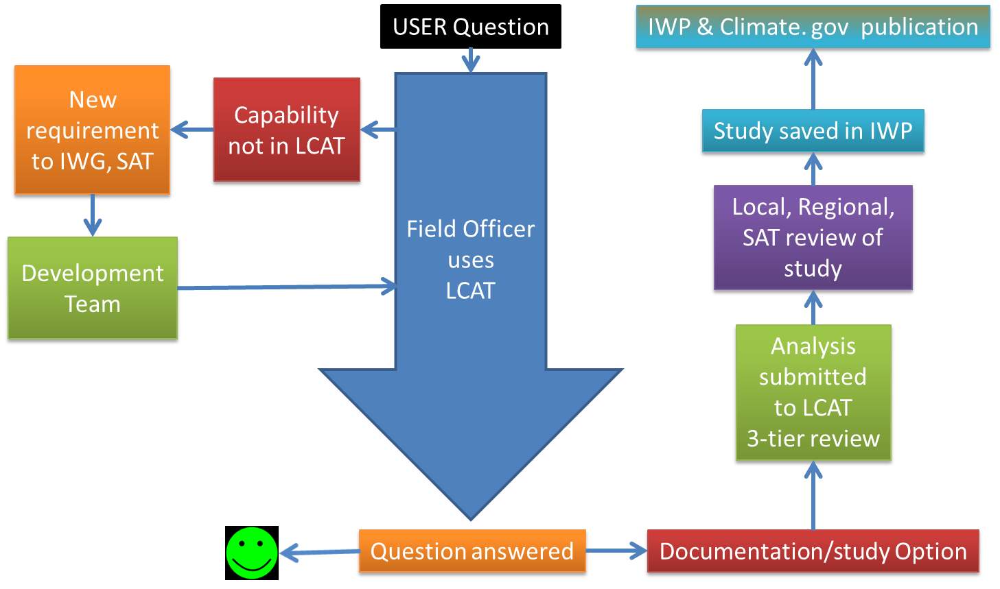 USER Question
IWP & Climate. gov  publication
New
requirement
to IWG, SAT
Capability
not in LCAT
Study saved in IWP
Field Officer
uses
LCAT
Local, Regional,
SAT review of
study
Development
Team
Analysis
submitted
to LCAT
3-tier review
Question answered
Documentation/study Option